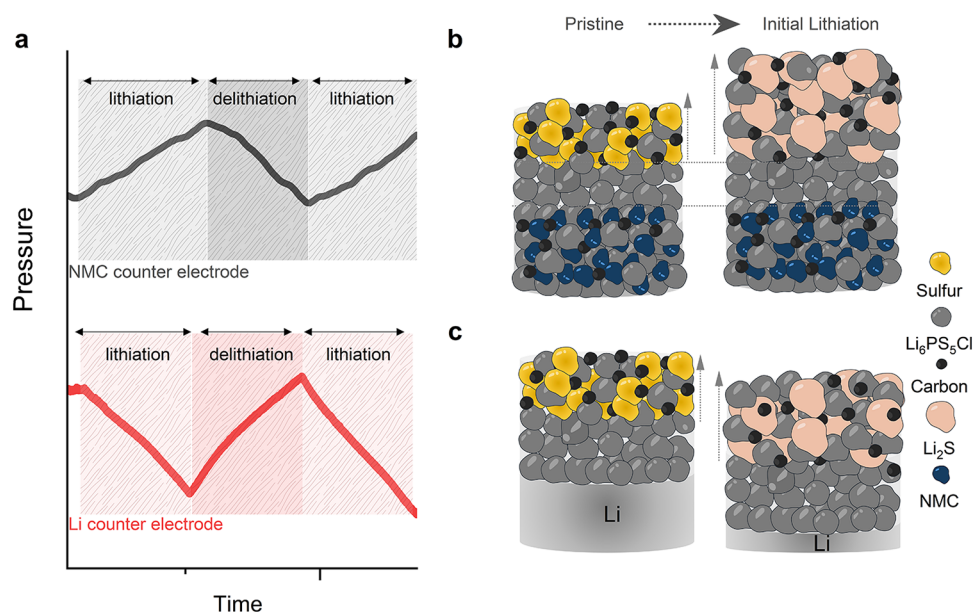 a
Pressure
lithiation
delithiation
lithiation
NMC counter electrode
lithiation
delithiation
lithiation
Li counter electrode
Time
b
Pristine
Initial Lithiation
c
Li
Li
Sulfur
Li₆PS₅Cl
Carbon
Li₂S
NMC